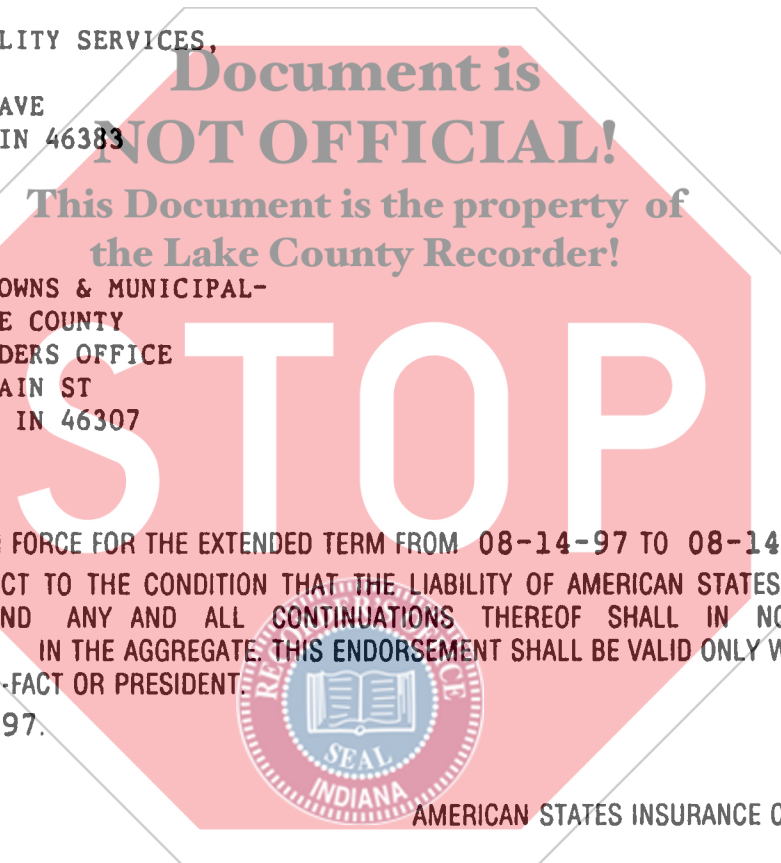 LITY SERVICES,
Document is
AVE
IN 46383
NOT OFFICIAL!
This Document is the property of
the Lake County Recorder!
OWNS & MUNICIPAL-
E COUNTY
DERS OFFICE
AIN ST
IN 46307
STOP
FORCE FOR THE EXTENDED TERM FROM 08-14-97 TO 08-14
CT TO THE CONDITION THAT THE LIABILITY OF AMERICAN STATES
ND ANY AND ALL CONTINUATIONS THEREOF SHALL IN NO
IN THE AGGREGATE. THIS ENDORSEMENT SHALL BE VALID ONLY W
-FACT OR PRESIDENT.
97.
RECORDER'S OFFICE
SEAL
INDIANA
AMERICAN STATES INSURANCE C